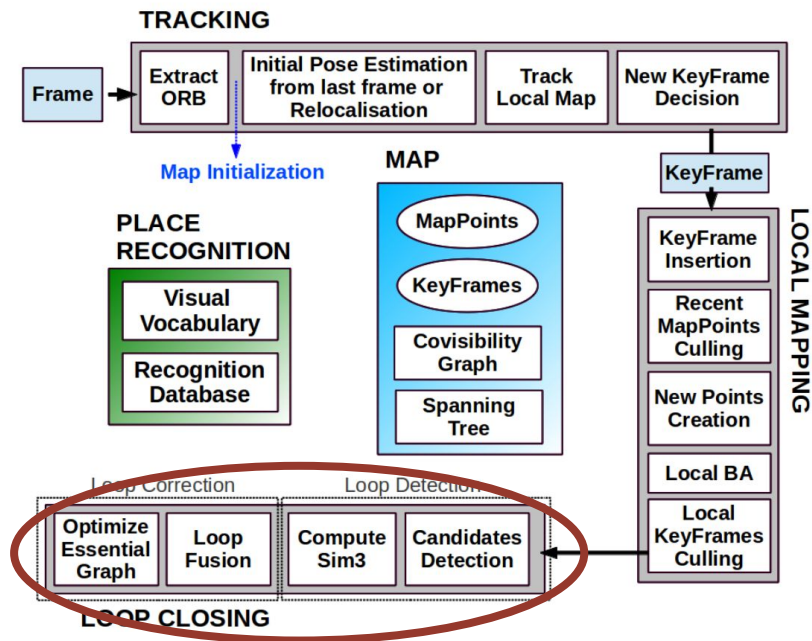 TRACKING
Frame
Extract
ORB
Initial Pose Estimation
from last frame or
Relocalisation
Track
Local Map
New KeyFrame
Decision
Map Initialization
MAP
KeyFrame
PLACE
RECOGNITION
Visual
Vocabulary
Recognition
Database
MapPoints
KeyFrames
Covisibility
Graph
Spanning
Tree
LOCAL MAPPING
KeyFrame
Insertion
Recent
MapPoints
Culling
New Points
Creation
Local BA
Local
KeyFrames
Culling
Loop Correction
Loop Detection
Optimize
Essential
Graph
Loop
Fusion
Compute
Sim3
Candidates
Detection
LOOP CLOSING